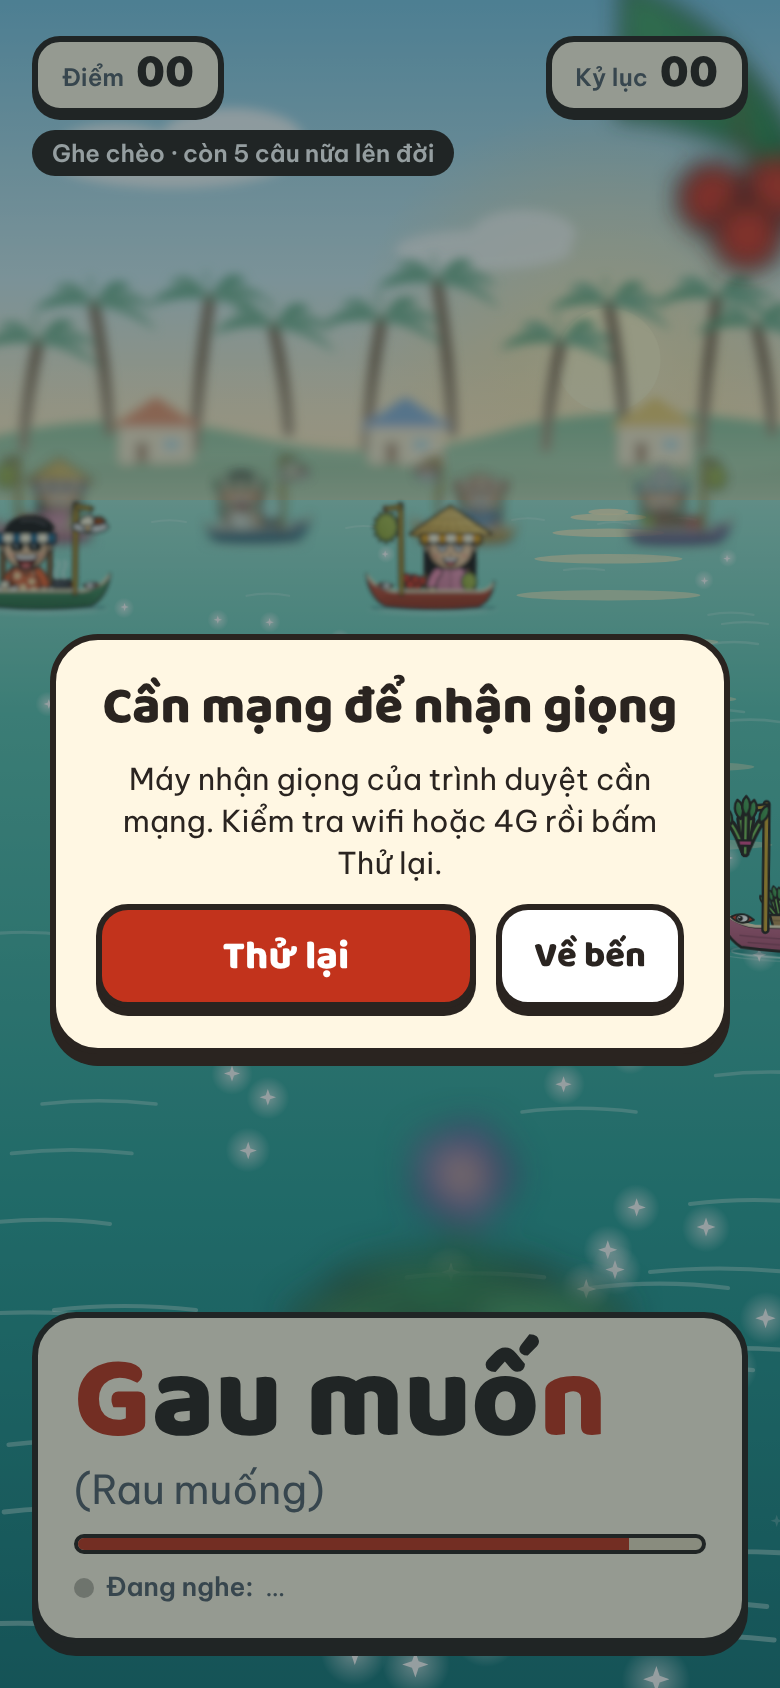 Điểm 00
Kỷ lục 00
Ghe chèo · còn 5 câu nữa lên đời
Cần mạng để nhận giọng
Máy nhận giọng của trình duyệt cần
mạng. Kiểm tra wifi hoặc 4G rồi bấm
Thử lại.
Thử lại
Về bến
Gau muốn
(Rau muống)
Đang nghe: ...